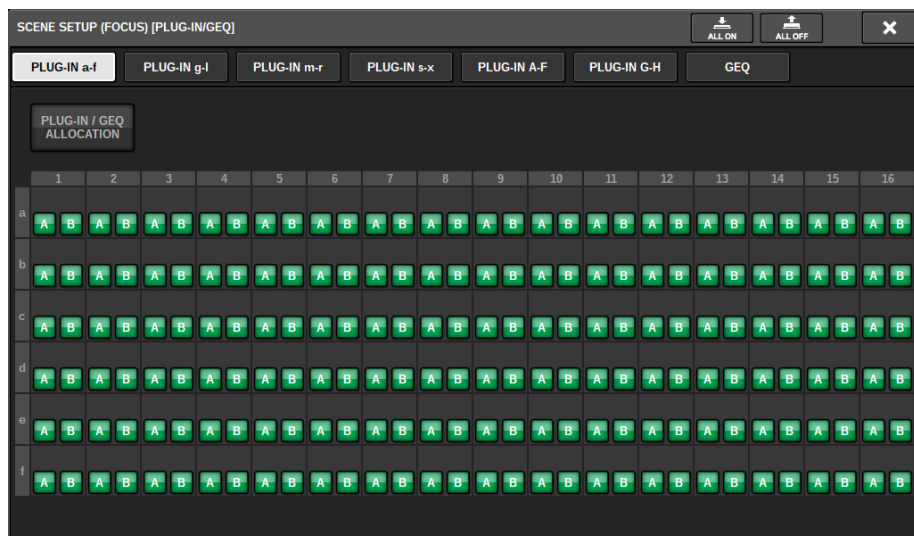 SCENE SETUP (FOCUS) [PLUG-IN/GEQ]
ALL ON
ALL OFF
PLUG-IN a-f PLUG-IN g-l PLUG-IN m-r PLUG-IN s-x PLUG-IN A-F PLUG-IN G-H GEQ
PLUG-IN / GEQ
ALLOCATION
1 2 3 4 5 6 7 8 9 10 11 12 13 14 15 16
a A B A B A B A B A B A B A B A B A B A B A B A B A B A B A B A B
b A B A B A B A B A B A B A B A B A B A B A B A B A B A B A B A B
c A B A B A B A B A B A B A B A B A B A B A B A B A B A B A B A B
d A B A B A B A B A B A B A B A B A B A B A B A B A B A B A B A B
e A B A B A B A B A B A B A B A B A B A B A B A B A B A B A B A B
f A B A B A B A B A B A B A B A B A B A B A B A B A B A B A B A B